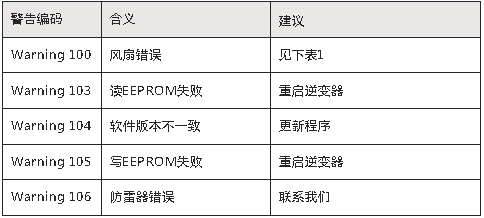 警告编码 含义 建议
Warning 100 风扇错误 见下表1
Warning 103 读EEPROM失败 重启逆变器
Warning 104 软件版本不一致 更新程序
Warning 105 写EEPROM失败 重启逆变器
Warning 106 防雷器错误 联系我们